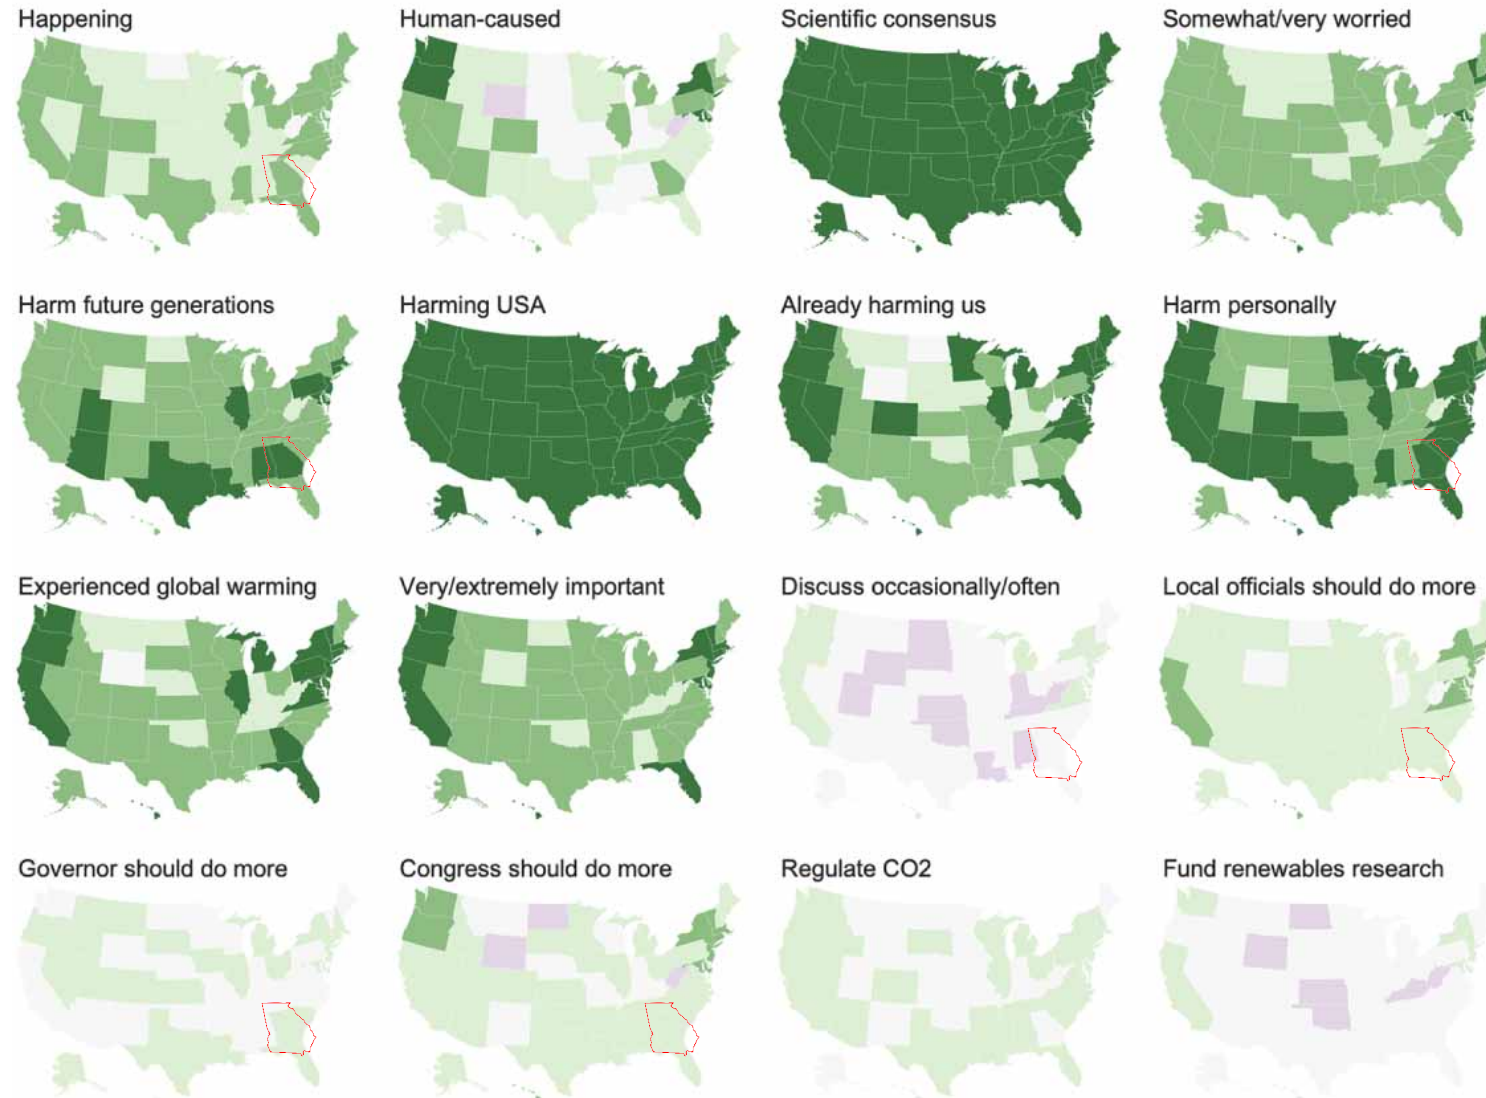 Happening
Human-caused
Scientific consensus
Somewhat/very worried
Harm future generations
Harming USA
Already harming us
Harm personally
Experienced global warming
Very/extremely important
Discuss occasionally/often
Local officials should do more
Governor should do more
Congress should do more
Regulate CO2
Fund renewables research